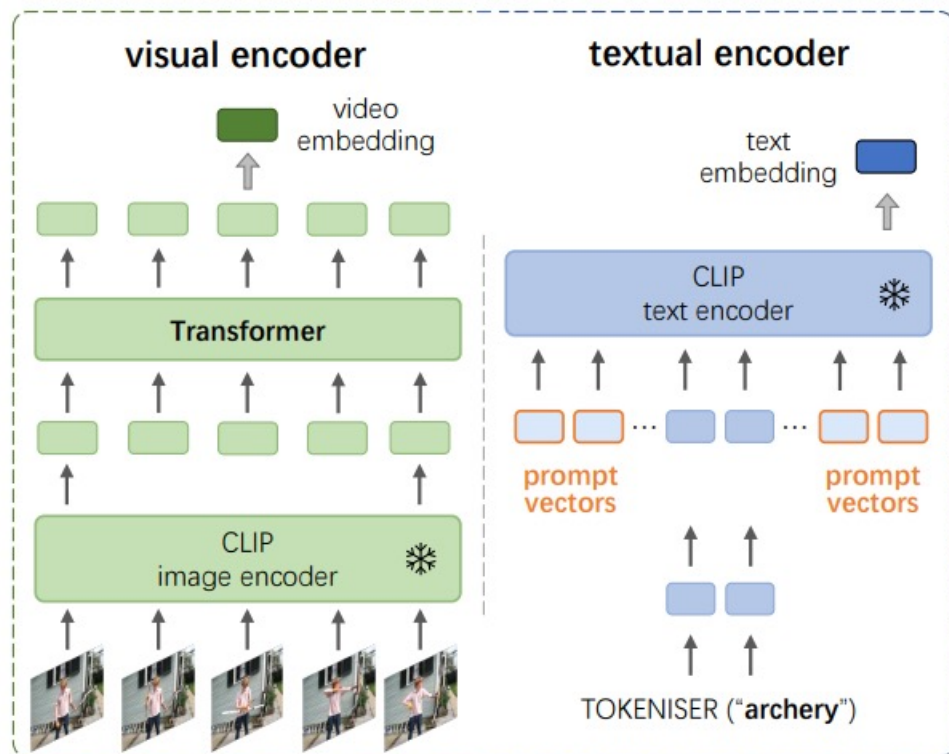 visual encoder
video
embedding
Transformer
CLIP
image encoder
textual encoder
text
embedding
CLIP
text encoder
... ...
prompt
vectors
prompt
vectors
TOKENISER (“archery”)